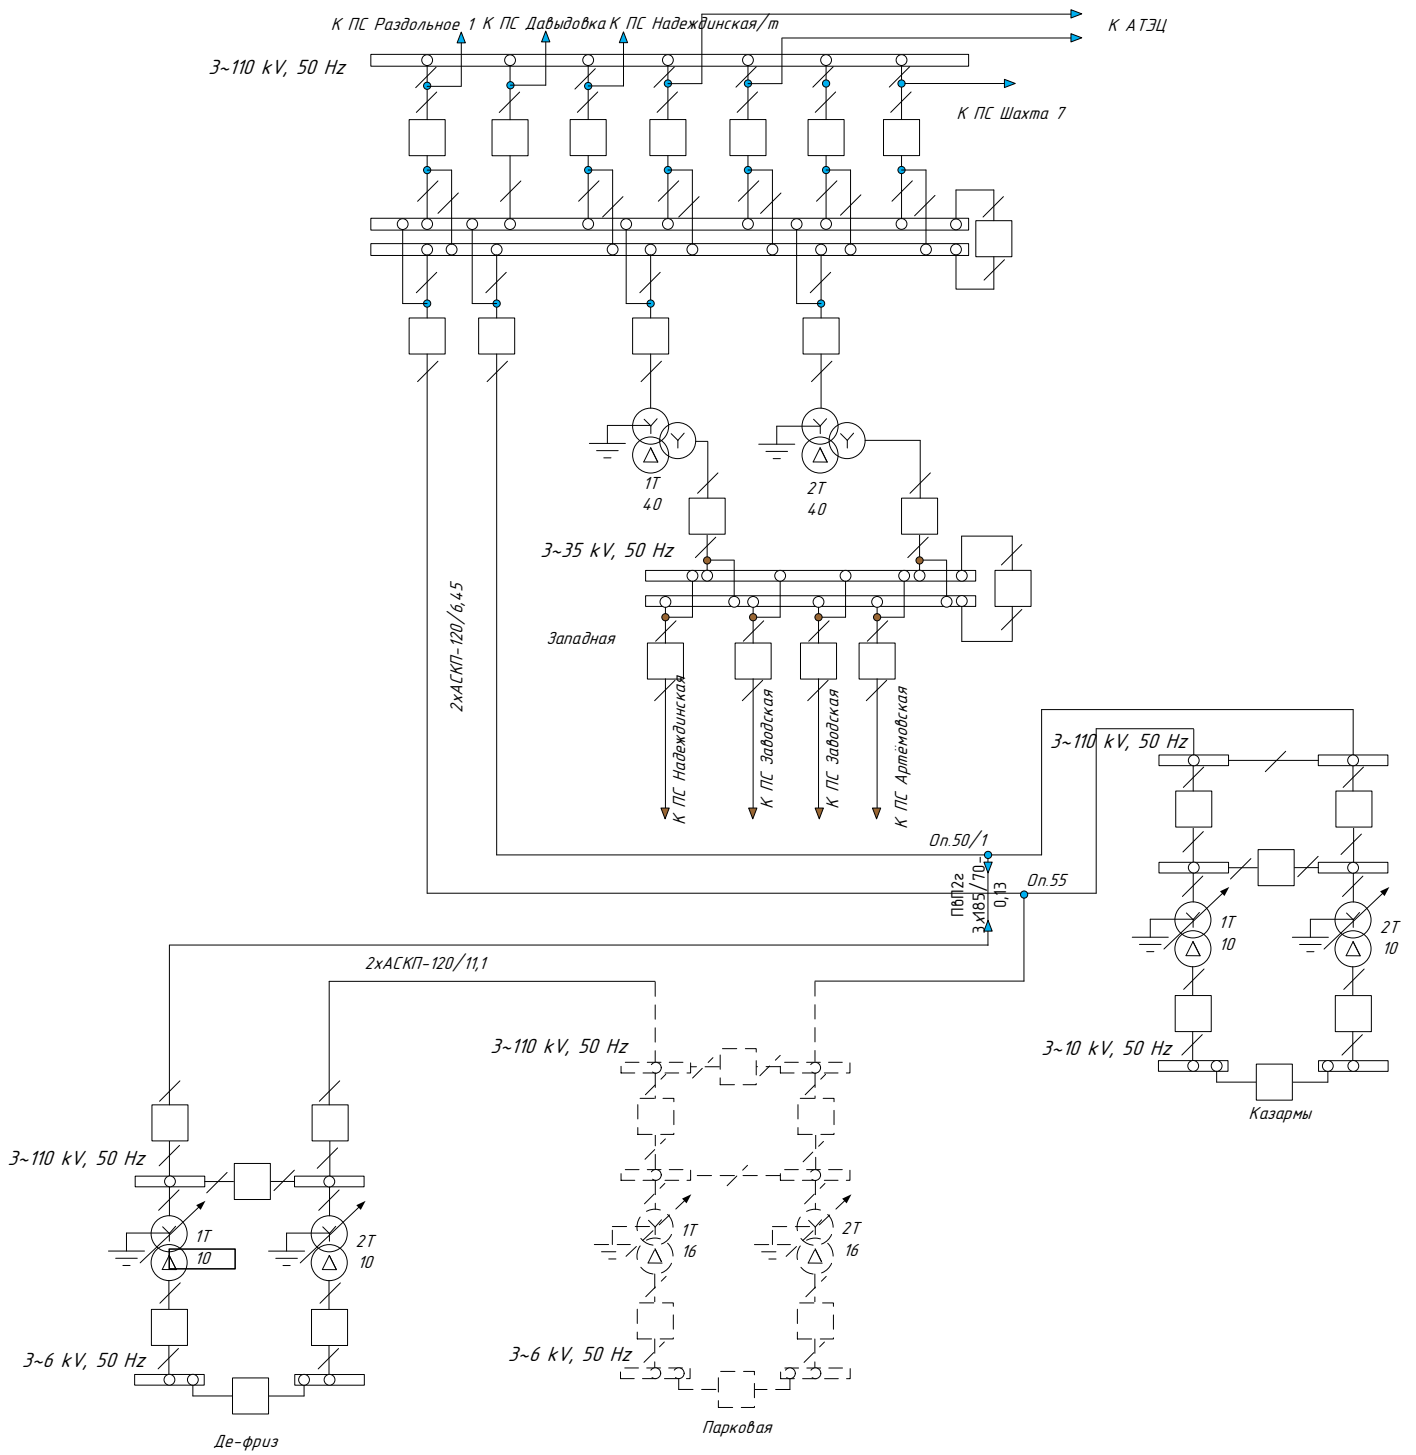 К ПС Раздольное 1
К ПС Давыдовка
К ПС Надеждинская/т
К АТЭЦ
3~110 kV, 50 Hz
К ПС Шахта 7
1Т
40
2Т
40
3~35 kV, 50 Hz
2хАСКП-120/6,45
Западная
К ПС Надеждинская
К ПС Заводская
К ПС Заводская
К ПС Артёмовская
3~110 kV, 50 Hz
Оп.50/1
Оп.55
ПвП2г
3х185/70-
0,13
1Т
10
2Т
10
2хАСКП-120/11,1
3~110 kV, 50 Hz
3~10 kV, 50 Hz
Казармы
3~110 kV, 50 Hz
1Т
10
2Т
10
1Т
16
2Т
16
3~6 kV, 50 Hz
3~6 kV, 50 Hz
Парковая
Де-фриз